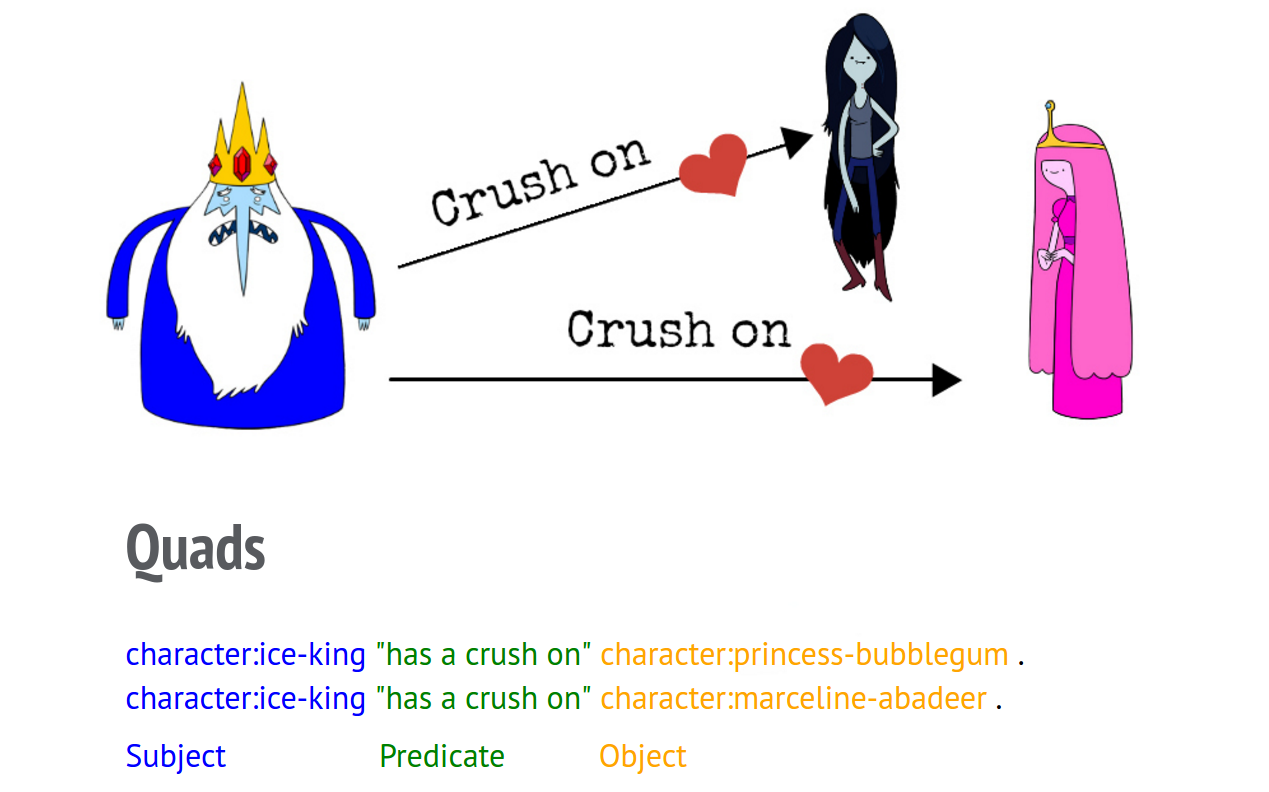 Crush on
Crush on
Quads
character:ice-king "has a crush on" character:princess-bubblegum .
character:ice-king "has a crush on" character:marceline-abadeer .
Subject Predicate Object